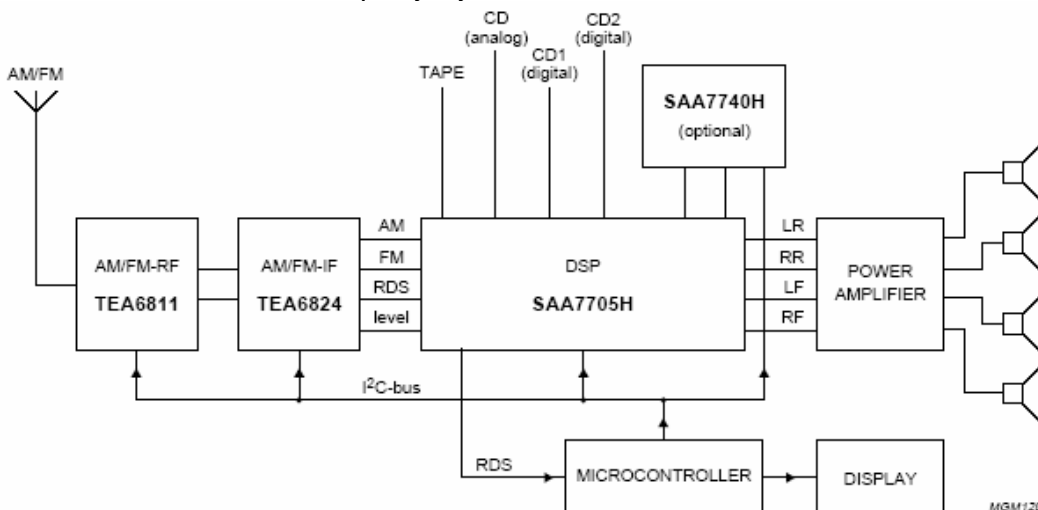 CD
(analog)
CD2
(digital)
CD1
(digital)
AM/FM
TAPE
SAA7740H
(optional)
AM/FM-RF
TEA6811
AM/FM-IF
TEA6824
AM
FM
RDS
level
DSP
SAA7705H
LR
RR
LF
RF
POWER
AMPLIFIER
I²C-bus
RDS
MICROCONTROLLER
DISPLAY